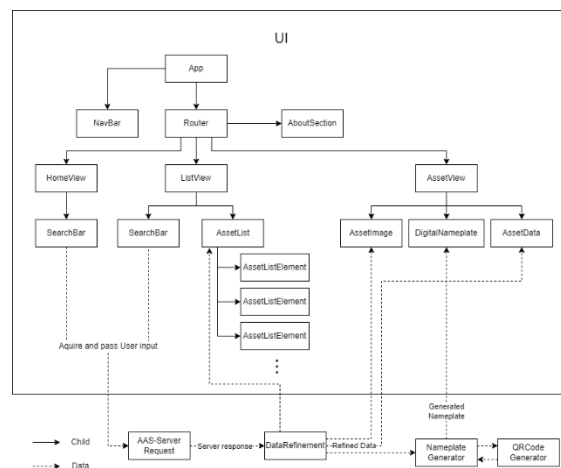 UI
App
NavBar
Router
AboutSection
HomeView
ListView
AssetView
SearchBar
SearchBar
AssetList
AssetImage
DigitalNameplate
AssetData
AssetListElement
AssetListElement
AssetListElement
Aquire and pass User input
Generated
Nameplate
Child
Data
AAS-Server
Request
Server response
DataRefinement
Refined Data
Nameplate
Generator
QRCode
Generator